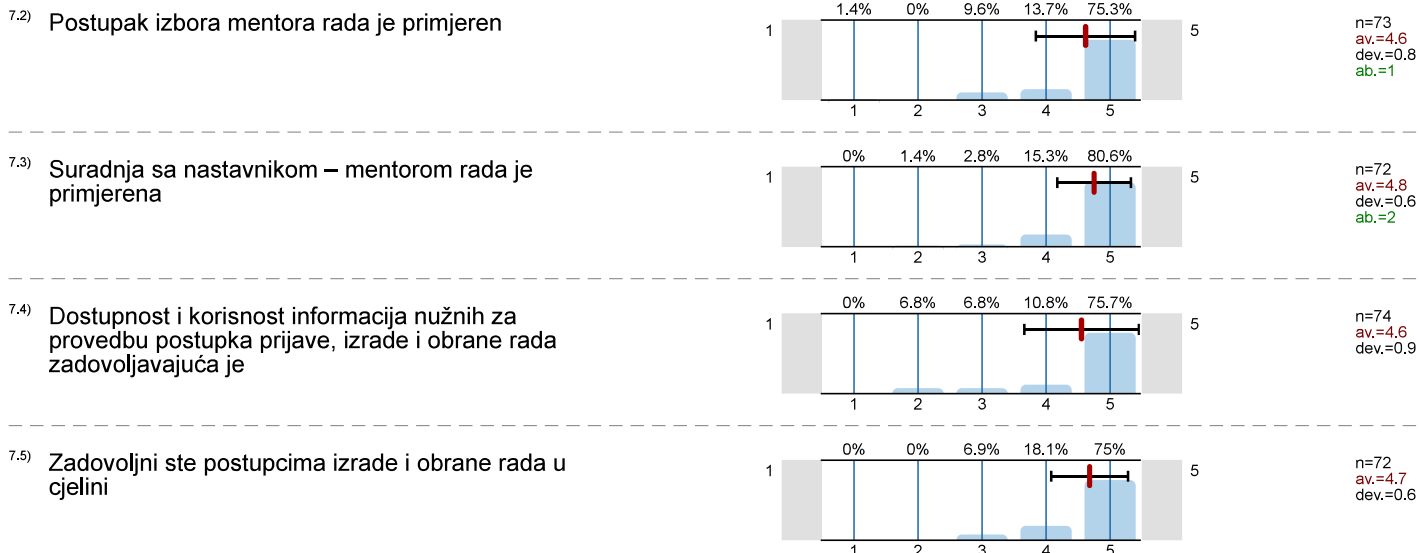 7.2) Postupak izbora mentora rada je primjeren
1.4% 0% 9.6% 13.7% 75.3%
1 5
1 2 3 4 5
n=73
av.=4.6
dev.=0.8
ab.=1
7.3) Suradnja sa nastavnikom – mentorom rada je
primjerena
0% 1.4% 2.8% 15.3% 80.6%
1 5
1 2 3 4 5
n=72
av.=4.8
dev.=0.6
ab.=2
7.4) Dostupnost i korisnost informacija nužnih za
provedbu postupka prijave, izrade i obrane rada
zadovoljavajuća je
0% 6.8% 6.8% 10.8% 75.7%
1 5
1 2 3 4 5
n=74
av.=4.6
dev.=0.9
7.5) Zadovoljni ste postupcima izrade i obrane rada u
cjelini
0% 0% 6.9% 18.1% 75%
1 5
1 2 3 4 5
n=72
av.=4.7
dev.=0.6